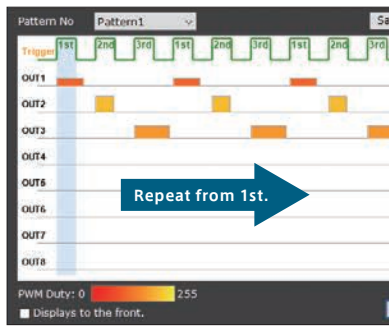 Pattern No Pattern1 Sa
Trigger 1st 2nd 3rd 1st 2nd 3rd 1st 2nd 3rd
OUT1
OUT2
OUT3
OUT4
OUT5
OUT6
OUT7
OUT8
Repeat from 1st.
PWM Duty: 0 255
Displays to the front.